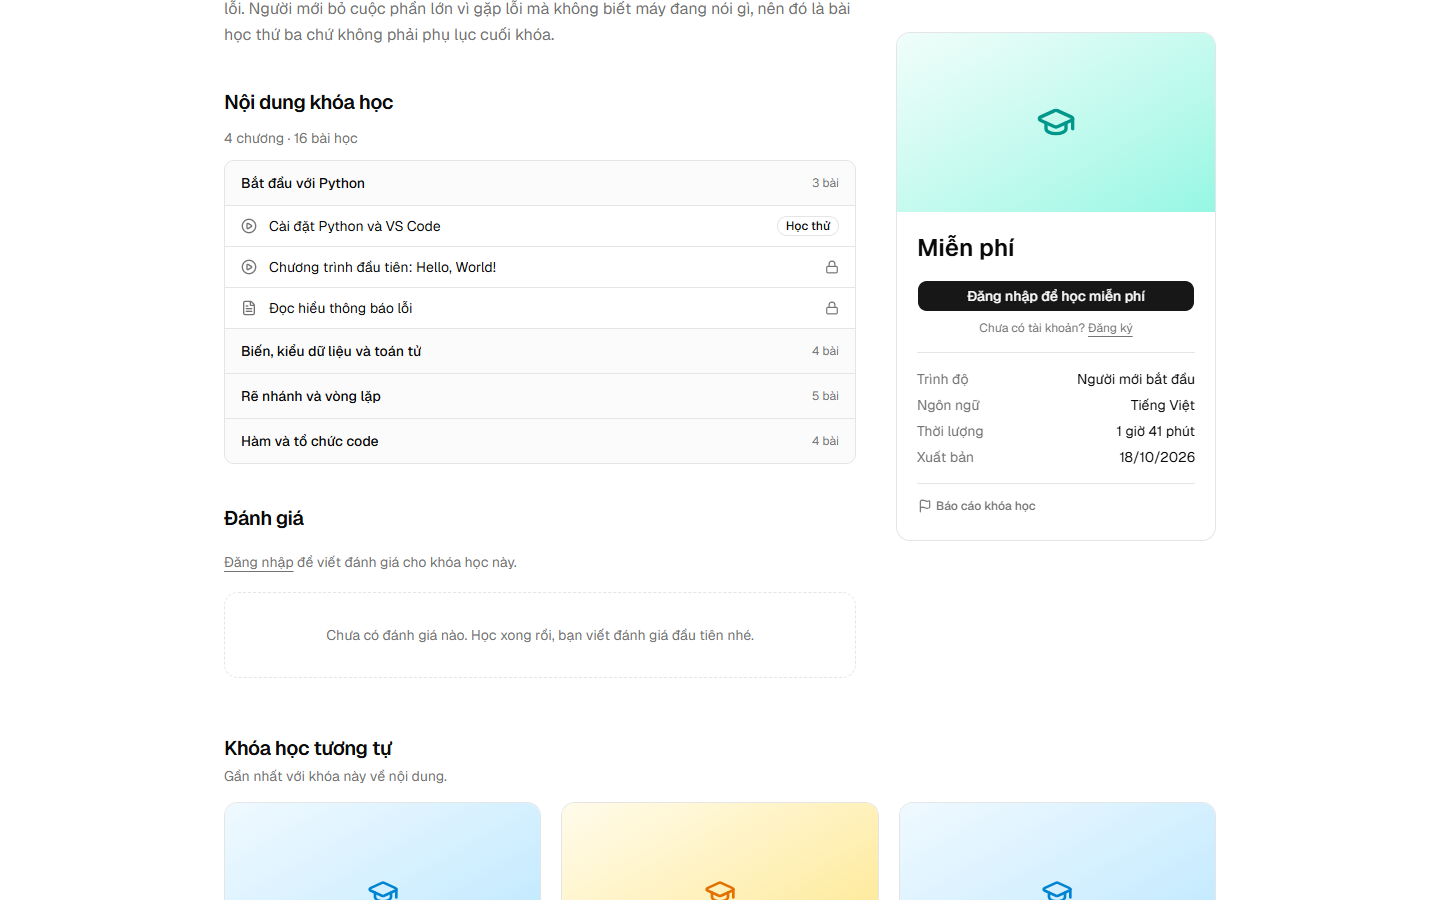 lỗi. Người mới bỏ cuộc phần lớn vì gặp lỗi mà không biết máy đang nói gì, nên đó là bài
học thứ ba chứ không phải phụ lục cuối khóa.
Nội dung khóa học
4 chương · 16 bài học
Bắt đầu với Python
3 bài
Cài đặt Python và VS Code
Học thử
Chương trình đầu tiên: Hello, World!
Đọc hiểu thông báo lỗi
Biến, kiểu dữ liệu và toán tử
4 bài
Rẽ nhánh và vòng lặp
5 bài
Hàm và tổ chức code
4 bài
Đánh giá
Đăng nhập để viết đánh giá cho khóa học này.
Chưa có đánh giá nào. Học xong rồi, bạn viết đánh giá đầu tiên nhé.
Miễn phí
Đăng nhập để học miễn phí
Chưa có tài khoản? Đăng ký
Trình độ
Người mới bắt đầu
Ngôn ngữ
Tiếng Việt
Thời lượng
1 giờ 41 phút
Xuất bản
18/10/2026
Báo cáo khóa học
Khóa học tương tự
Gần nhất với khóa này về nội dung.